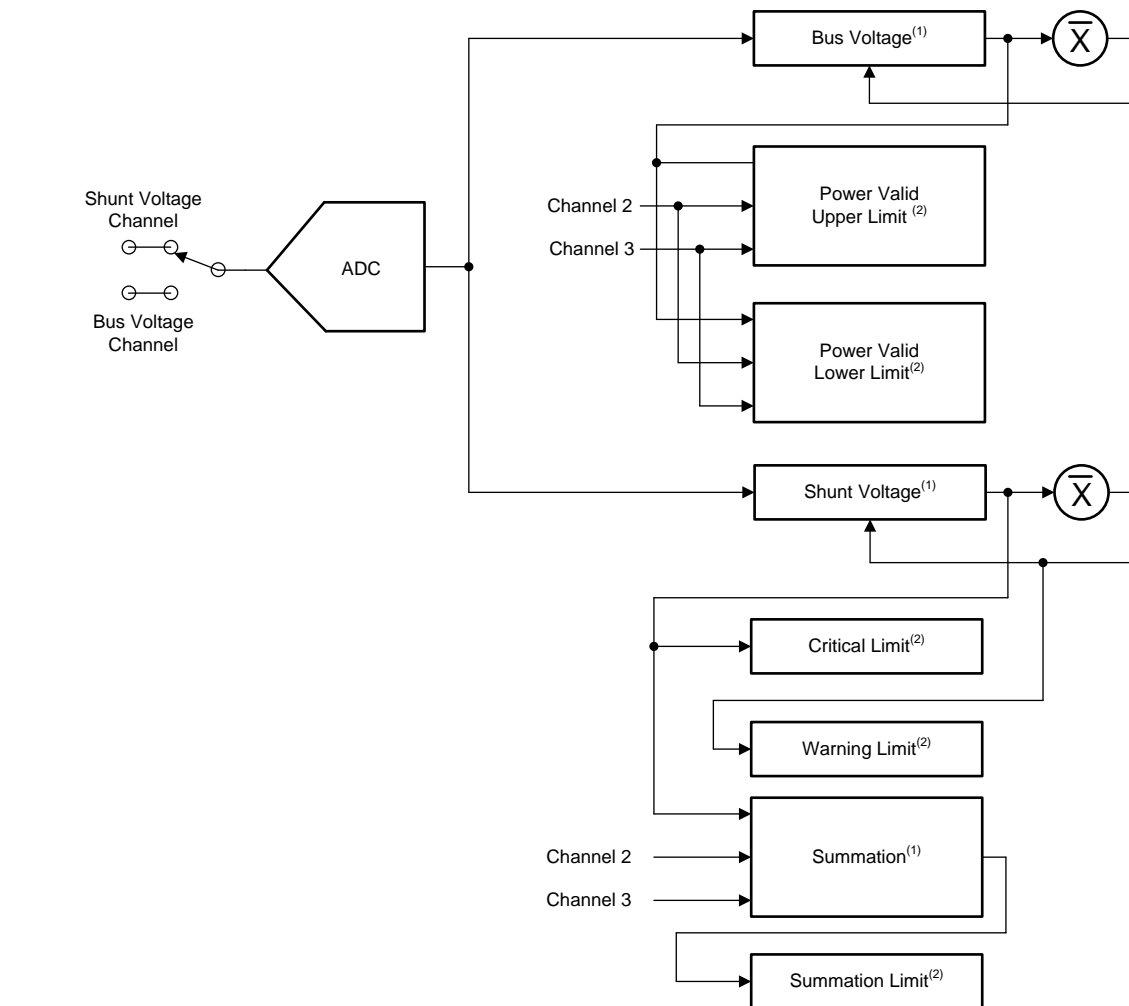 Bus Voltage(1)
X̅
Shunt Voltage
Channel
Channel 2
Power Valid
Upper Limit (2)
Channel 3
ADC
Bus Voltage
Channel
Power Valid
Lower Limit(2)
Shunt Voltage(1)
X̅
Critical Limit(2)
Warning Limit(2)
Channel 2
Summation(1)
Channel 3
Summation Limit(2)